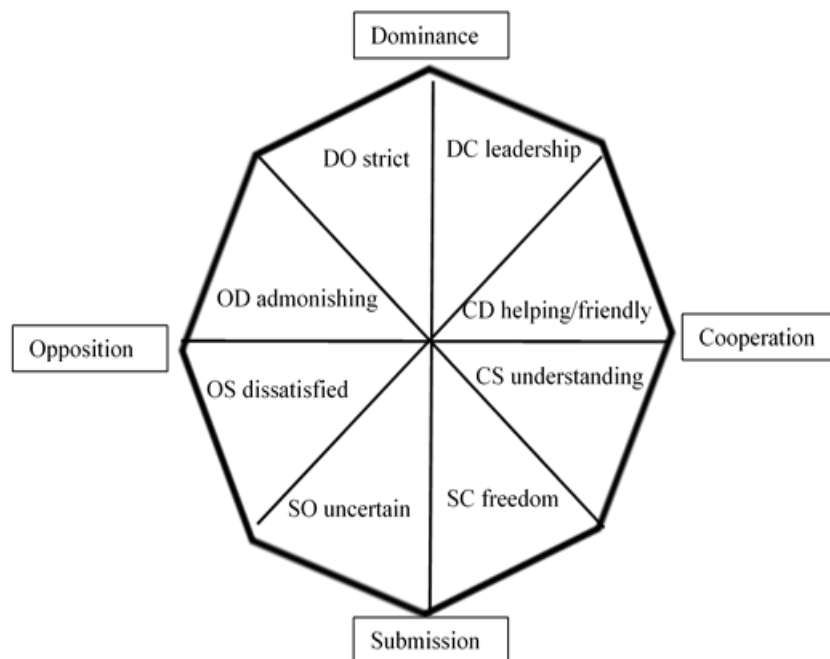 Dominance
DO strict
DC leadership
OD admonishing
CD helping/friendly
Opposition
Cooperation
OS dissatisfied
CS understanding
SO uncertain
SC freedom
Submission